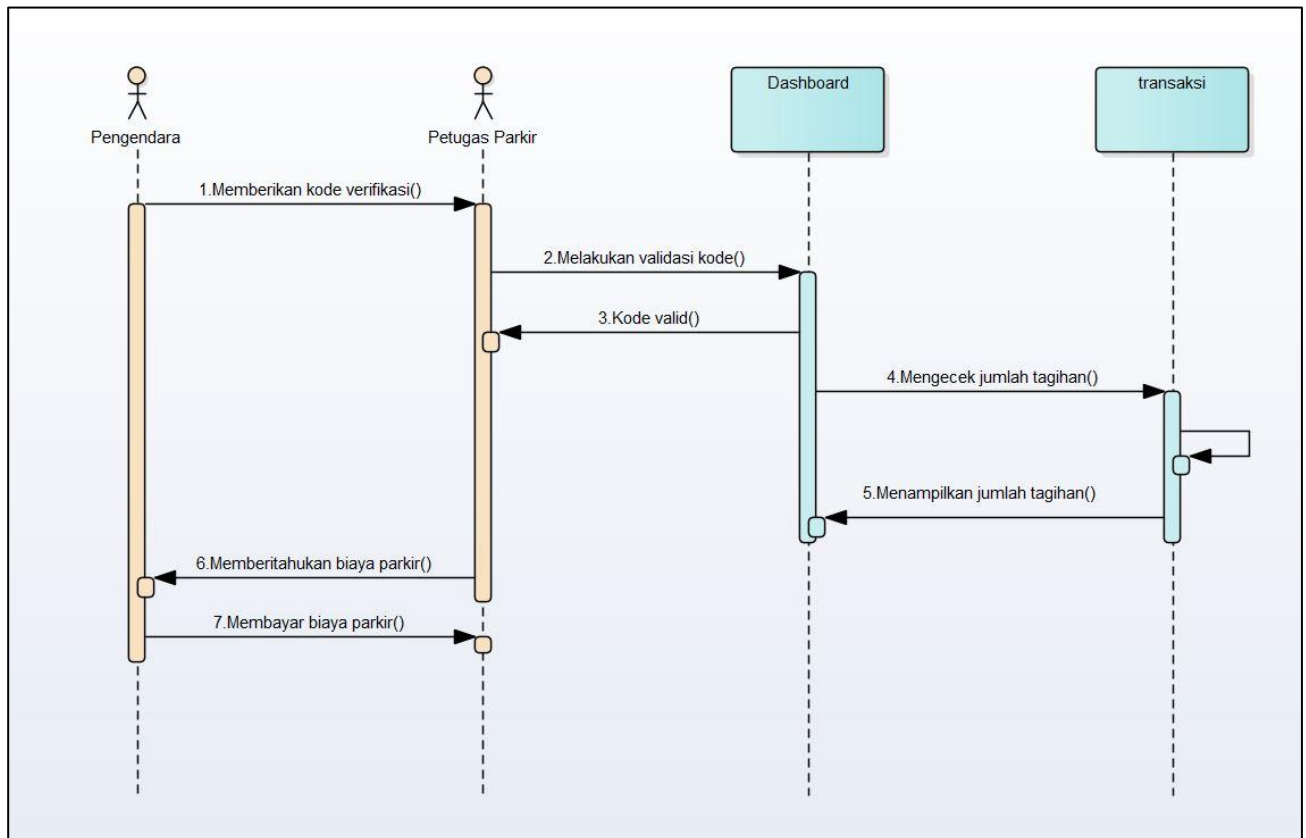 Pengendara
Petugas Parkir
Dashboard
transaksi
1.Memberikan kode verifikasi()
2.Melakukan validasi kode()
3.Kode valid()
4.Mengecek jumlah tagihan()
5.Menampilkan jumlah tagihan()
6.Memberitahukan biaya parkir()
7.Membayar biaya parkir()